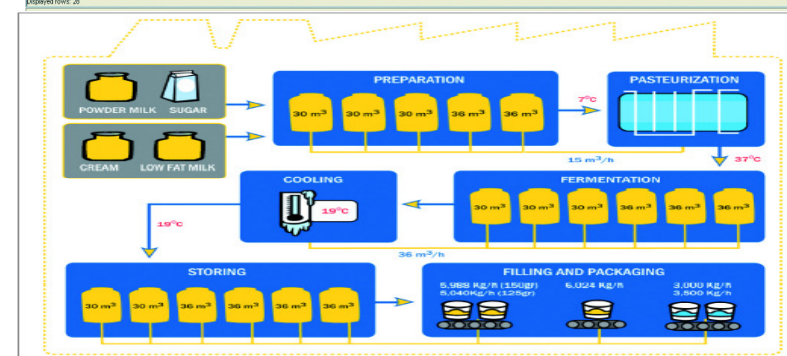 Displayed rows:
PREPARATION
PASTEURIZATION
POWDER MILK SUGAR
30 m³ 30 m³ 30 m³ 36 m³ 36 m³
7°C
CREAM LOW FAT MILK
15 m³/h
37°C
COOLING
FERMENTATION
19°C
30 m³ 30 m³ 30 m³ 36 m³ 36 m³ 36 m³
19°C
36 m³/h
STORING
FILLING AND PACKAGING
5,988 Kg/h (150gr) 6,024 Kg/h 3,000 Kg/h
5,040Kg/h (125gr) 3,500 Kg/h
30 m³ 30 m³ 36 m³ 36 m³ 36 m³ 36 m³